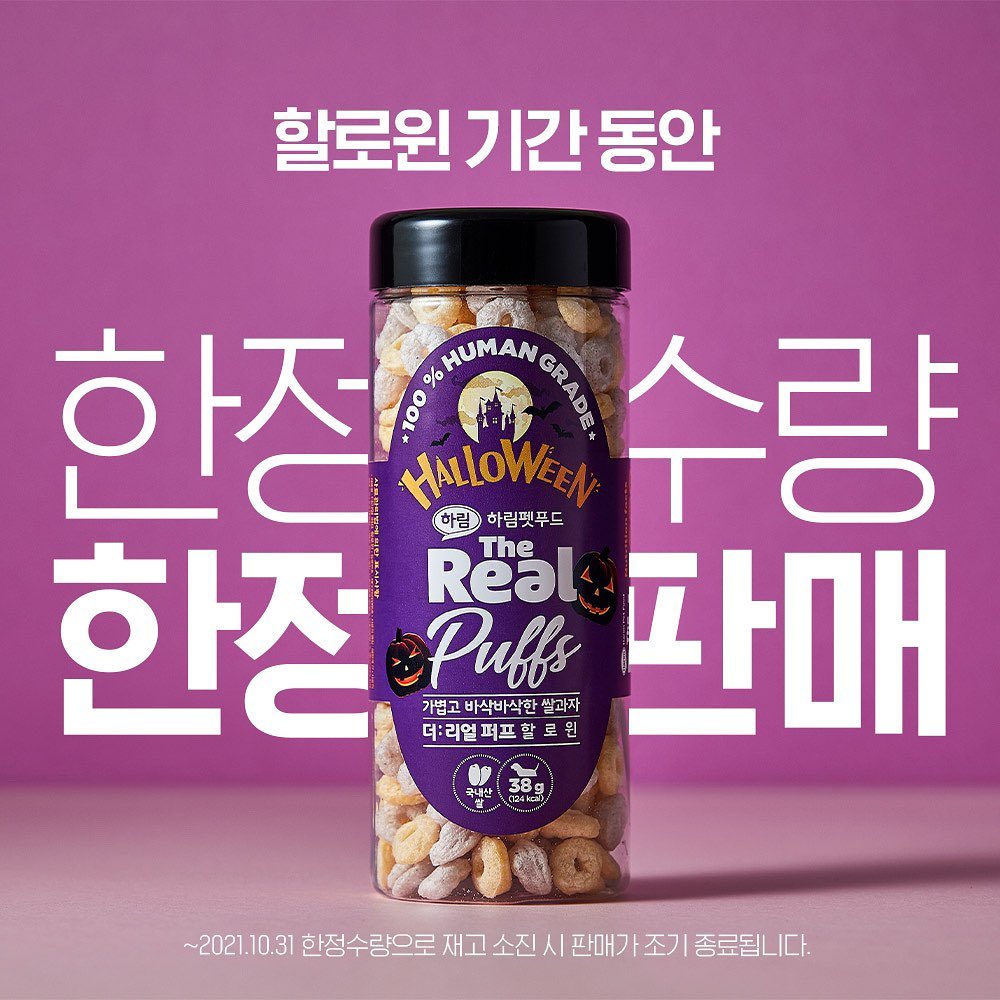 할로윈 기간 동안
한정 수량
한정 판매
★100% HUMAN GRADE★
HALLOWEEN
하림 하림펫푸드
The
Real
Puffs
가볍고 바삭바삭한 쌀과자
더:리얼 퍼프 할로윈
국내산
쌀
38g
(124 kcal)
~2021.10.31 한정수량으로 재고 소진 시 판매가 조기 종료됩니다.